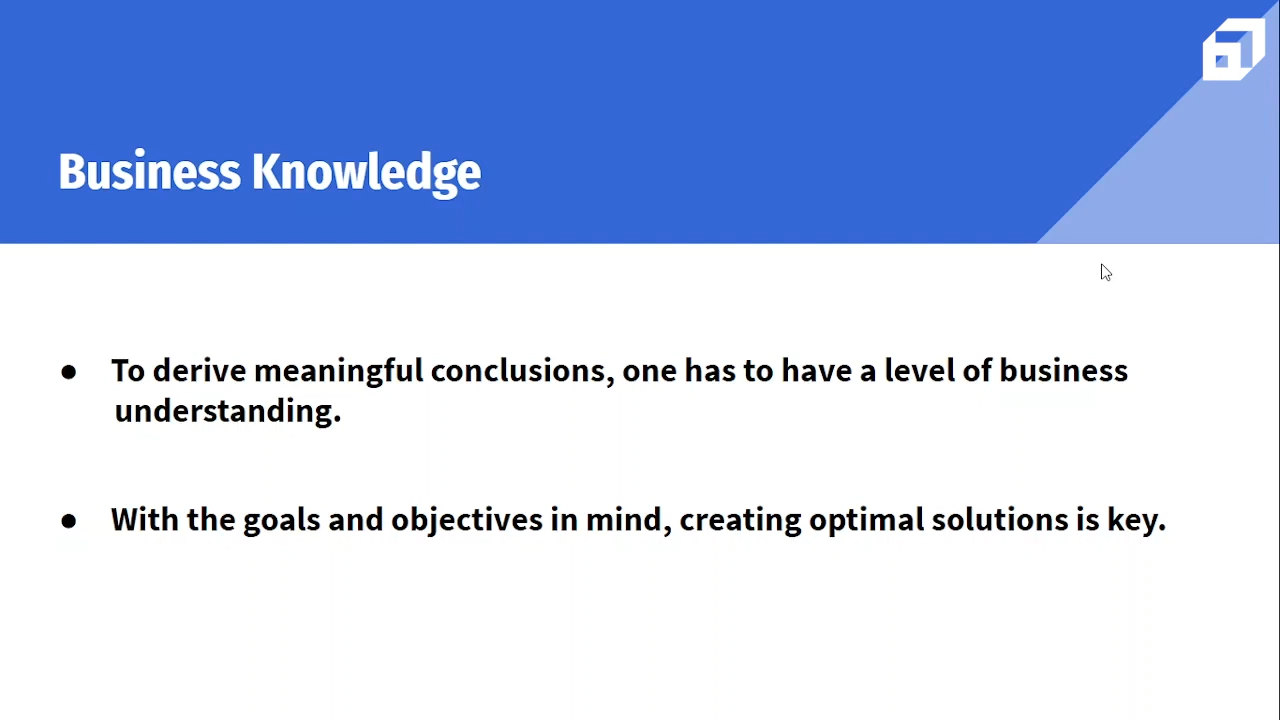 Business Knowledge
● To derive meaningful conclusions, one has to have a level of business
understanding.
● With the goals and objectives in mind, creating optimal solutions is key.